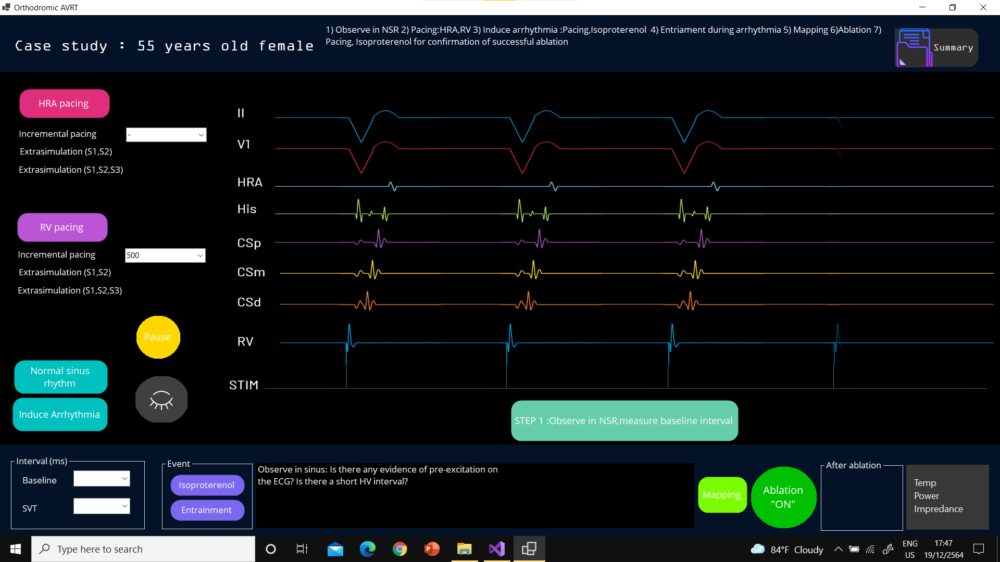 Orthodromic AVRT
Case study : 55 years old female
1) Observe in NSR 2) Pacing:HRA,RV 3) Induce arrhythmia :Pacing,Isoproterenol  4) Entriament during arrhythmia 5) Mapping 6)Ablation 7)
Pacing, Isoproterenol for confirmation of successful ablation
Summary
HRA pacing
Incremental pacing
-
Extrasimulation (S1,S2)
Extrasimulation (S1,S2,S3)
RV pacing
Incremental pacing
500
Extrasimulation (S1,S2)
Extrasimulation (S1,S2,S3)
Pause
Normal sinus
rhythm
Induce Arrhythmia
II
V1
HRA
His
CSp
CSm
CSd
RV
STIM
STEP 1 :Observe in NSR,measure baseline interval
Interval (ms)
Baseline
SVT
Event
Isoproterenol
Entrainment
Observe in sinus: Is there any evidence of pre-excitation on
the ECG? Is there a short HV interval?
Mapping
Ablation
"ON"
After ablation
Temp
Power
Impredance
Type here to search
84°F Cloudy
ENG
US
17:47
19/12/2564